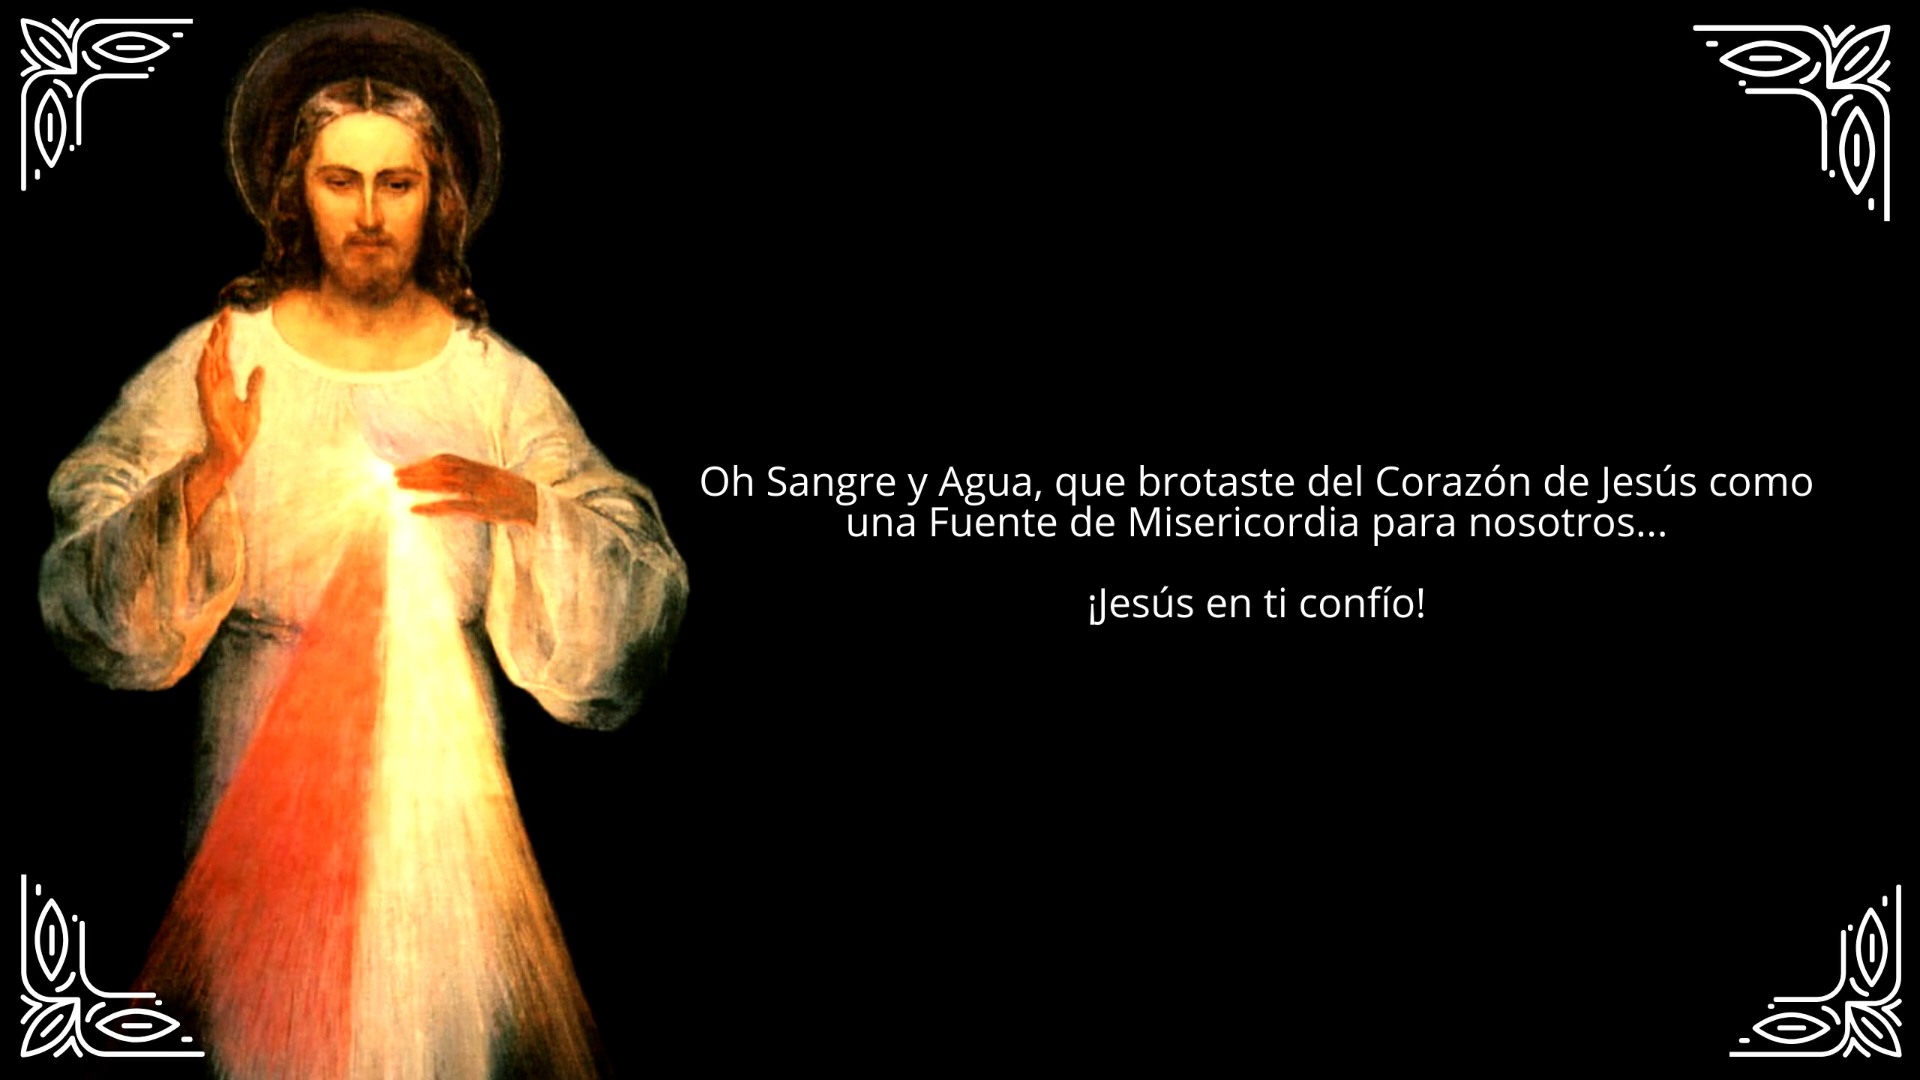 Oh Sangre y Agua, que brotaste del Corazón de Jesús como
una Fuente de Misericordia para nosotros...
¡Jesús en ti confío!